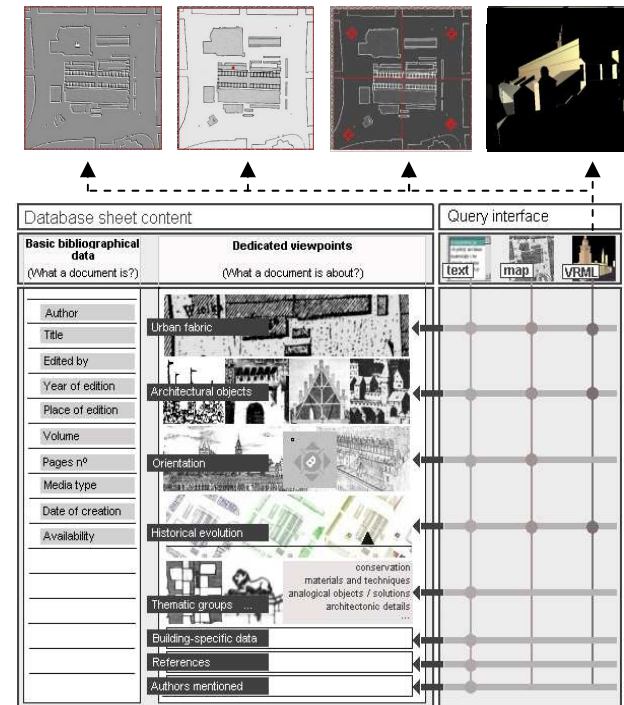 Database sheet content
Query interface
Basic bibliographical
data
(What a document is?)
Dedicated viewpoints
(What a document is about?)
text
map
VRML
Author
Title
Edited by
Year of edition
Place of edition
Volume
Pages nº
Media type
Date of creation
Availability
Urban fabric
Architectural objects
Orientation
Historical evolution
conservation
materials and techniques
analogical objects / solutions
architectonic details
...
Thematic groups ...
Building-specific data
References
Authors mentioned